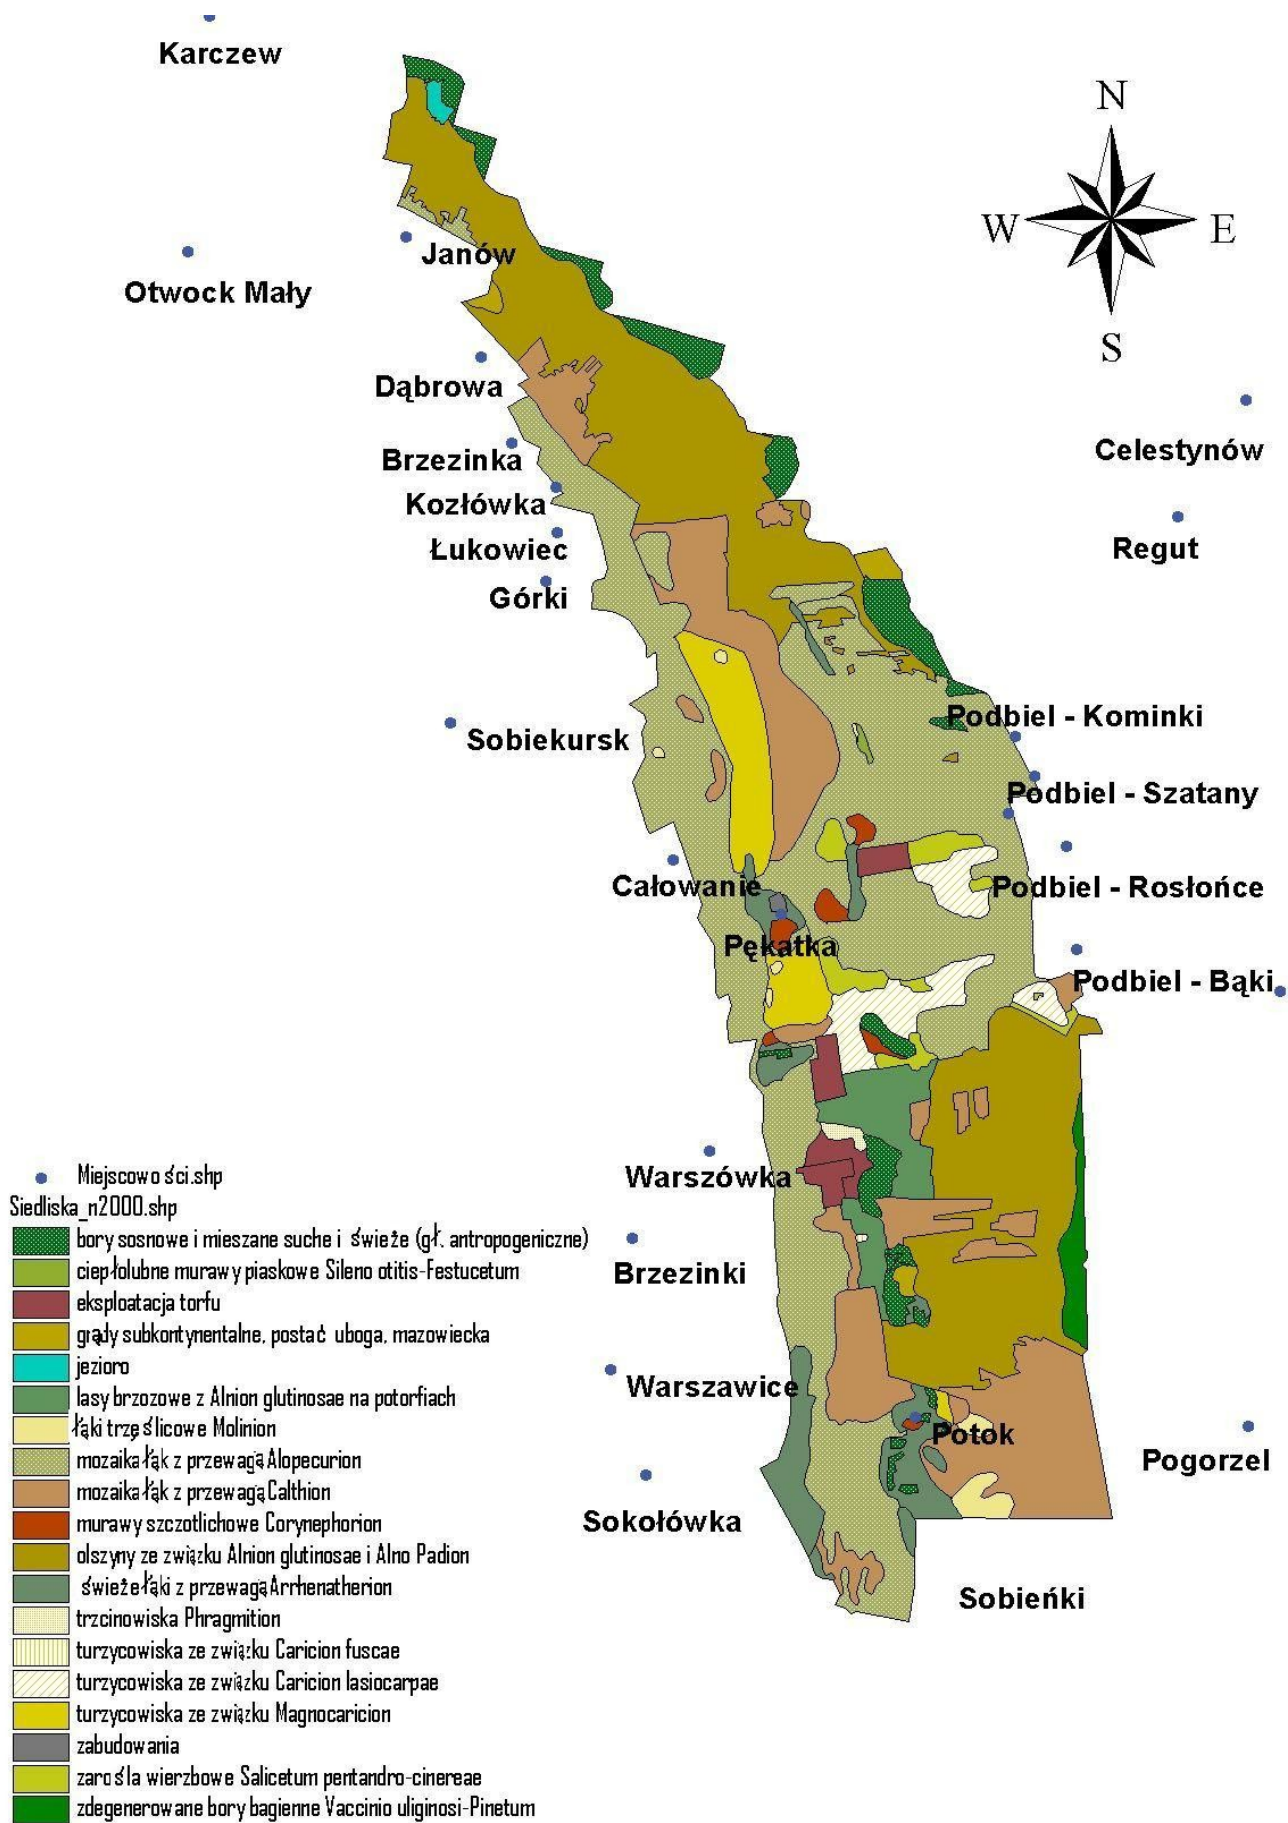 Karczew
N
W
E
S
Janów
Otwock Mały
Dąbrowa
Celestynów
Brzezinka
Kozłówka
Łukowiec
Regut
Górki
Podbiel - Kominki
Sobiekursk
Podbiel - Szatany
Całowanie
Podbiel - Rosłońce
Pękatka
Podbiel - Bąki
Warszówka
Brzezinki
Warszawice
Potok
Pogorzel
Sokołówka
Sobieńki
Miejscowości.shp
Siedliska_n2000.shp
bory sosnowe i mieszane suche i świeże (gł. antropogeniczne)
ciepłolubne murawy piaskowe Sileno otitis-Festucetum
eksploatacja torfu
grądy subkontynentalne, postać uboga, mazowiecka
jezioro
lasy brzozowe z Alnion glutinosae na potorfiach
łąki trzęślicowe Molinion
mozaika łąk z przewagą Alopecurion
mozaika łąk z przewagą Calthion
murawy szczotlichowe Corynephorion
olszyny ze związku Alnion glutinosae i Alno Padion
świeże łąki z przewagą Arrhenatherion
trzcinowiska Phragmition
turzycowiska ze związku Caricion fuscae
turzycowiska ze związku Caricion lasiocarpae
turzycowiska ze związku Magnocaricion
zabudowania
zarośla wierzbowe Salicetum pentandro-cinereae
zdegenerowane bory bagienne Vaccinio uliginosi-Pinetum